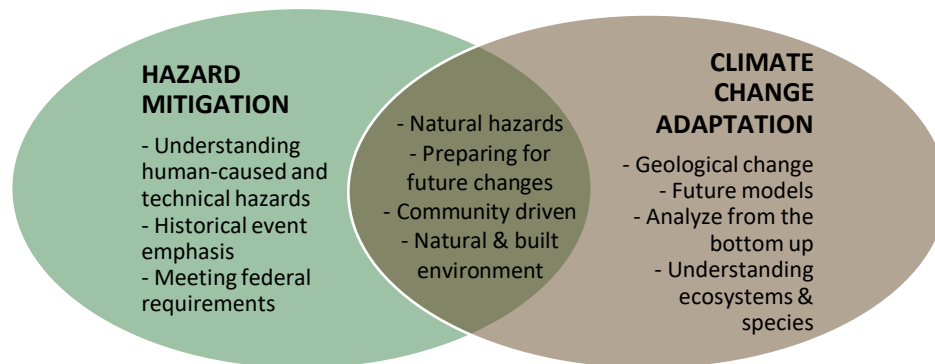 HAZARD
MITIGATION
- Understanding
human-caused and
technical hazards
- Historical event
emphasis
- Meeting federal
requirements
- Natural hazards
- Preparing for
future changes
- Community driven
- Natural & built
environment
CLIMATE
CHANGE
ADAPTATION
- Geological change
- Future models
- Analyze from the
bottom up
- Understanding
ecosystems &
species